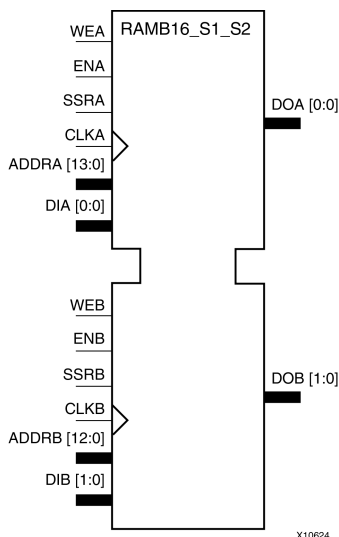 RAMB16_S1_S2
WEA
ENA
SSRA
CLKA
ADDRA [13:0]
DIA [0:0]
DOA [0:0]
WEB
ENB
SSRB
CLKB
ADDRB [12:0]
DIB [1:0]
DOB [1:0]
X10624